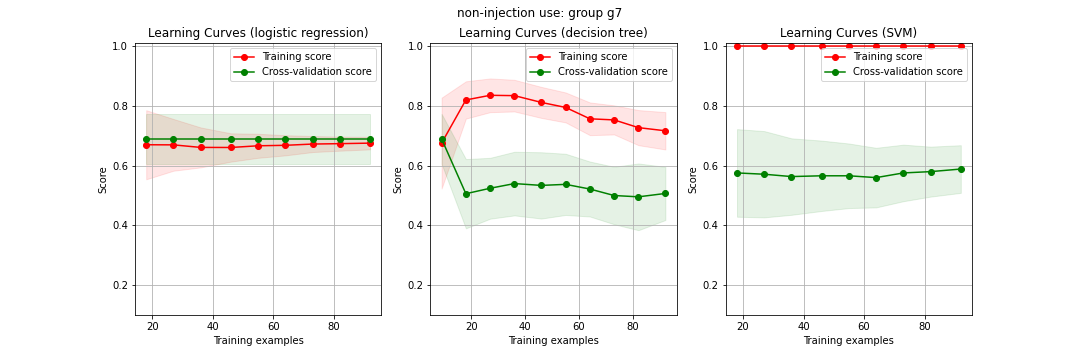 non-injection use: group g7
Learning Curves (logistic regression)
Training score
Cross-validation score
1.0
0.8
0.6
0.4
0.2
Score
20
40
60
80
Training examples
Learning Curves (decision tree)
Training score
Cross-validation score
1.0
0.8
0.6
0.4
0.2
Score
20
40
60
80
Training examples
Learning Curves (SVM)
Training score
Cross-validation score
1.0
0.8
0.6
0.4
0.2
Score
20
40
60
80
Training examples